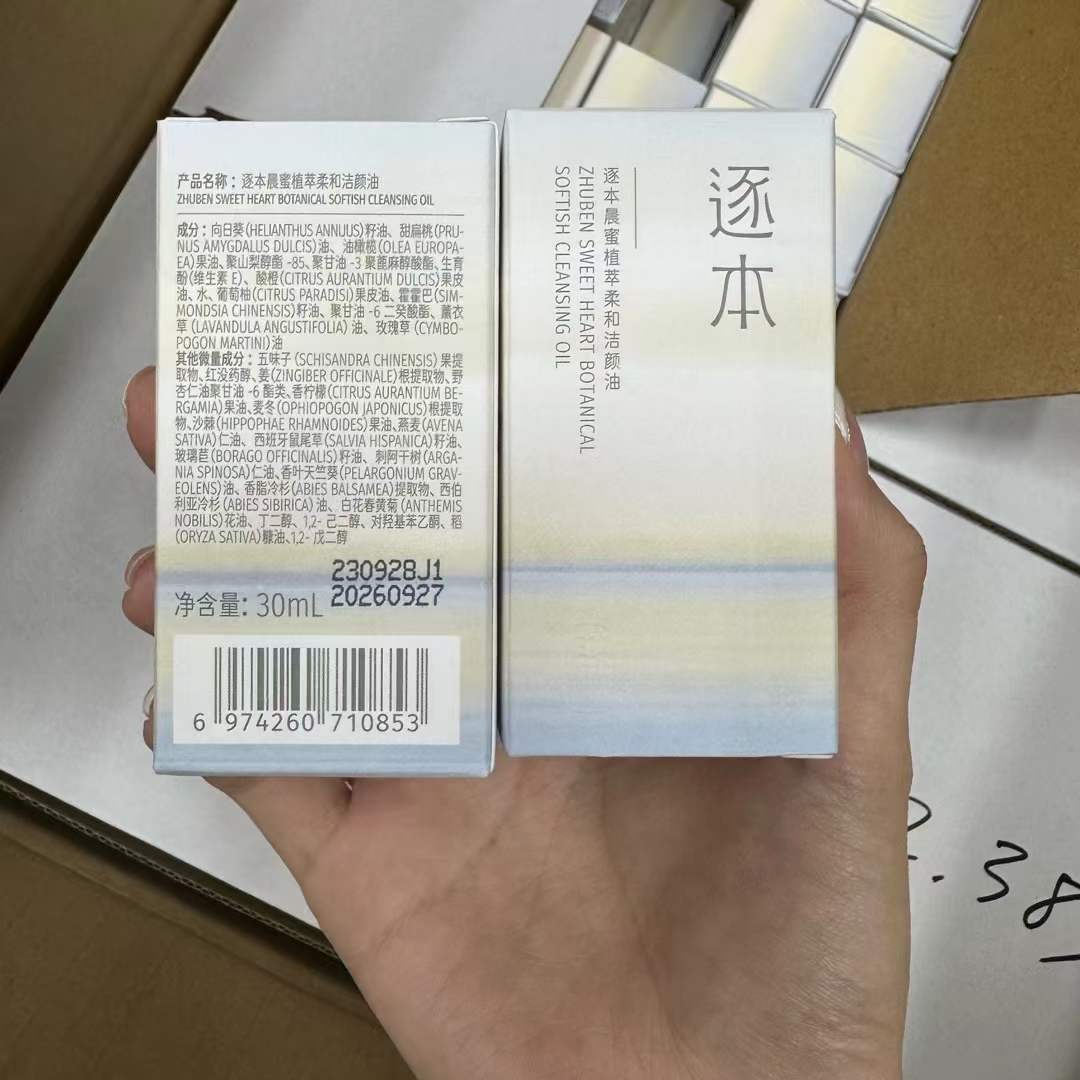 产品名称：逐本晨蜜植萃柔和洁颜油
ZHUBEN SWEET HEART BOTANICAL SOFTISH CLEANSING OIL
成分：向日葵(HELIANTHUS ANNUUS)籽油、甜扁桃(PRU-
NUS AMYGDALUS DULCIS)油、油橄榄(OLEA EUROPA-
EA)果油、聚山梨醇酯-85、聚甘油-3 聚蓖麻醇酸酯、生育
酚(维生素 E)、酸橙(CITRUS AURANTIUM DULCIS)果皮
油、水、葡萄柚(CITRUS PARADISI)果皮油、霍霍巴(SIM-
MONDSIA CHINENSIS)籽油、聚甘油-6 二癸酸酯、薰衣
草(LAVANDULA ANGUSTIFOLIA)油、玫瑰草(CYMBO-
POGON MARTINI)油
其他微量成分：五味子(SCHISANDRA CHINENSIS)果提
取物、红没药醇、姜(ZINGIBER OFFICINALE)根提取物、野
杏仁油聚甘油-6 酯类、香柠檬(CITRUS AURANTIUM BE-
RGAMIA)果油、麦冬(OPHIOPOGON JAPONICUS)根提取
物、沙棘(HIPPOPHAE RHAMNOIDES)果油、燕麦(AVENA
SATIVA)仁油、西班牙鼠尾草(SALVIA HISPANICA)籽油、
玻璃苣(BORAGO OFFICINALIS)籽油、刺阿干树(ARGA-
NIA SPINOSA)仁油、香叶天竺葵(PELARGONIUM GRAV-
EOLENS)油、香脂冷杉(ABIES BALSAMEA)提取物、西伯
利亚冷杉(ABIES SIBIRICA)油、白花春黄菊(ANTHEMIS
NOBILIS)花油、丁二醇、1,2-己二醇、对羟基苯乙酮、稻
(ORYZA SATIVA)糠油、1,2-戊二醇
230928J1
净含量：30mL 20260927
6 974260 710853
逐本
逐本晨蜜植萃柔和洁颜油
ZHUBEN SWEET HEART BOTANICAL
SOFTISH CLEANSING OIL